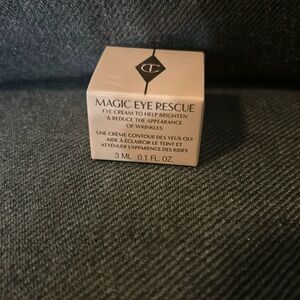 CT
MAGIC EYE RESCUE
EYE CREAM TO HELP BRIGHTEN
& REDUCE THE APPEARANCE
OF WRINKLES
UNE CRÈME CONTOUR DES YEUX QUI
AIDE À ÉCLAIRCIR LE TEINT ET
ATTÉNUER L'APPARENCE DES RIDES
3 ML 0.1 FL. OZ.